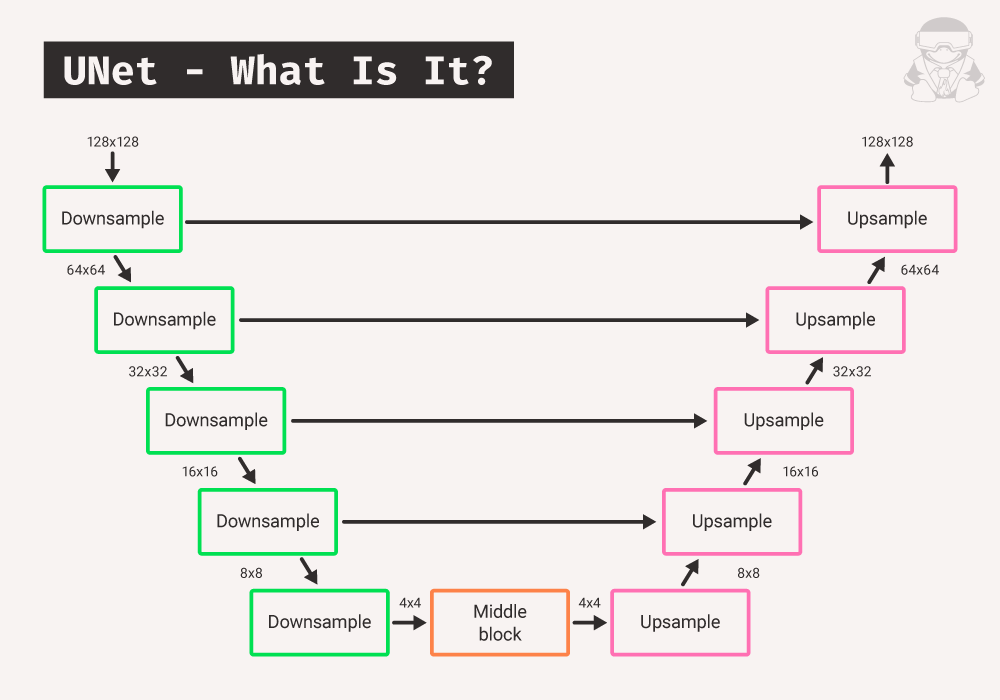 UNet - What Is It?
128x128
128x128
Downsample
Upsample
64x64
64x64
Downsample
Upsample
32x32
32x32
Downsample
Upsample
16x16
16x16
Downsample
Upsample
8x8
8x8
Downsample
4x4
Middle
block
4x4
Upsample